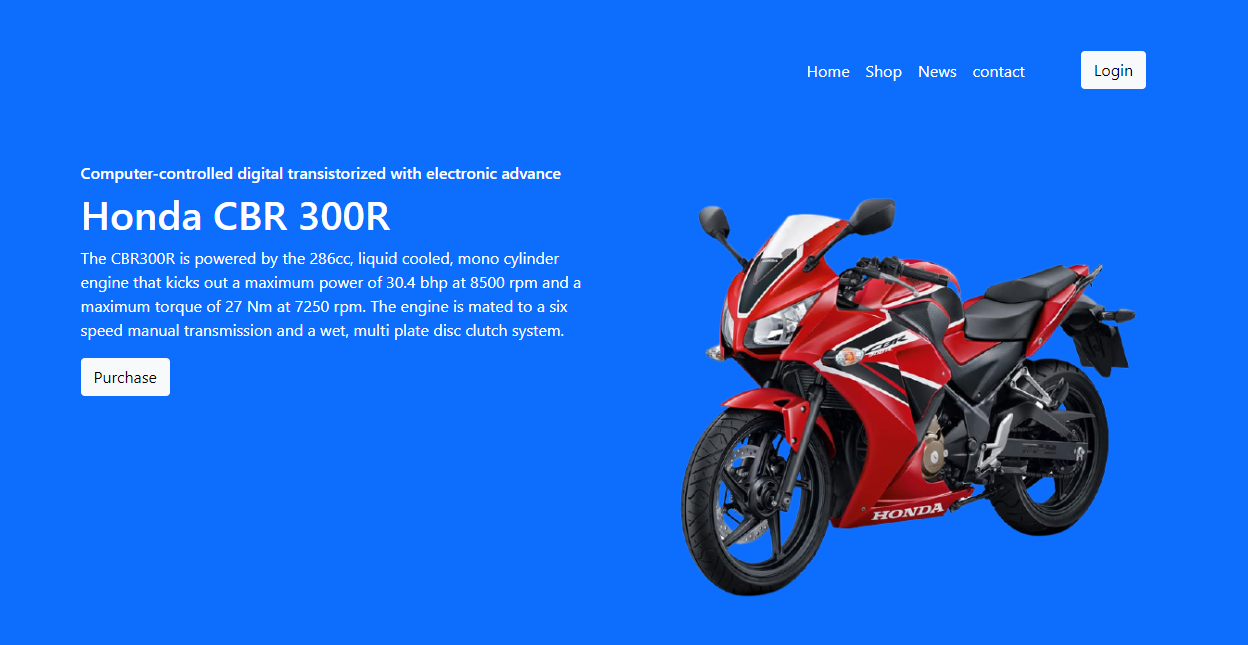 Home Shop News contact Login
Computer-controlled digital transistorized with electronic advance
Honda CBR 300R
The CBR300R is powered by the 286cc, liquid cooled, mono cylinder
engine that kicks out a maximum power of 30.4 bhp at 8500 rpm and a
maximum torque of 27 Nm at 7250 rpm. The engine is mated to a six
speed manual transmission and a wet, multi plate disc clutch system.
Purchase
CBR
HONDA